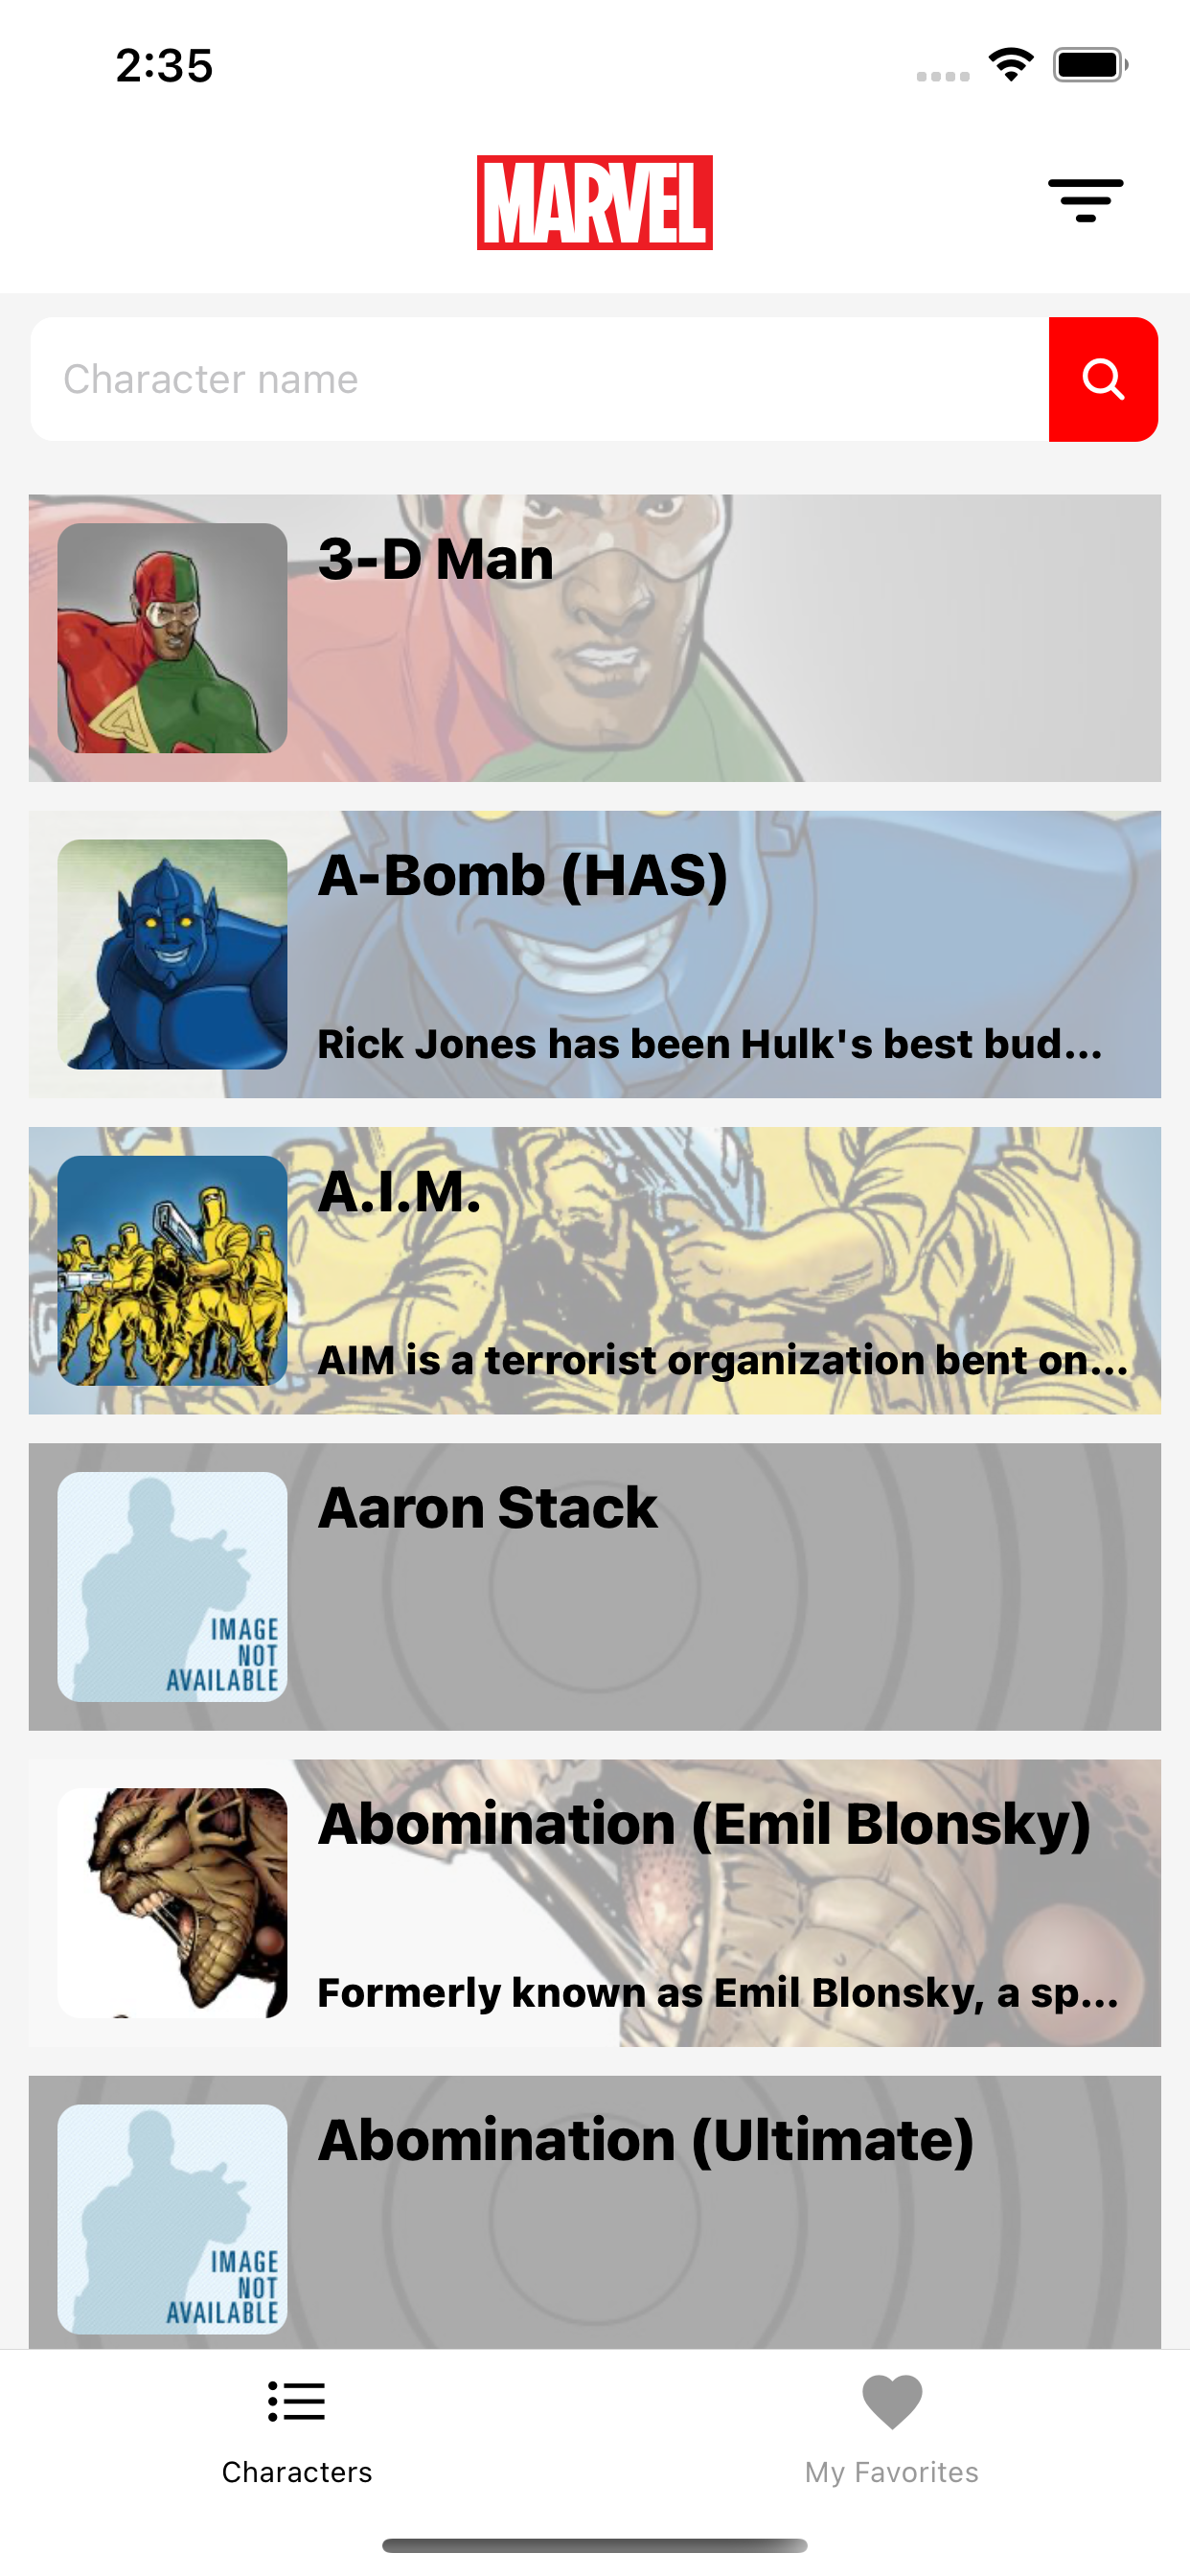 2:35
MARVEL
Character name
3-D Man
A-Bomb (HAS)
Rick Jones has been Hulk's best bud...
A.I.M.
AIM is a terrorist organization bent on...
Aaron Stack
IMAGE
NOT
AVAILABLE
Abomination (Emil Blonsky)
Formerly known as Emil Blonsky, a sp...
Abomination (Ultimate)
IMAGE
NOT
AVAILABLE
Characters
My Favorites